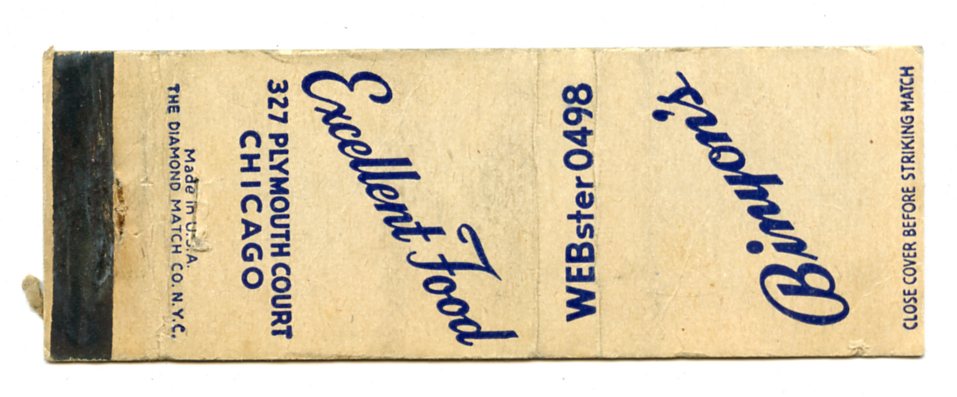 CLOSE COVER BEFORE STRIKING MATCH
Binyon's
WEBster 0498
Excellent Food
327 PLYMOUTH COURT
CHICAGO
Made in U.S.A.
THE DIAMOND MATCH CO. N.Y.C.